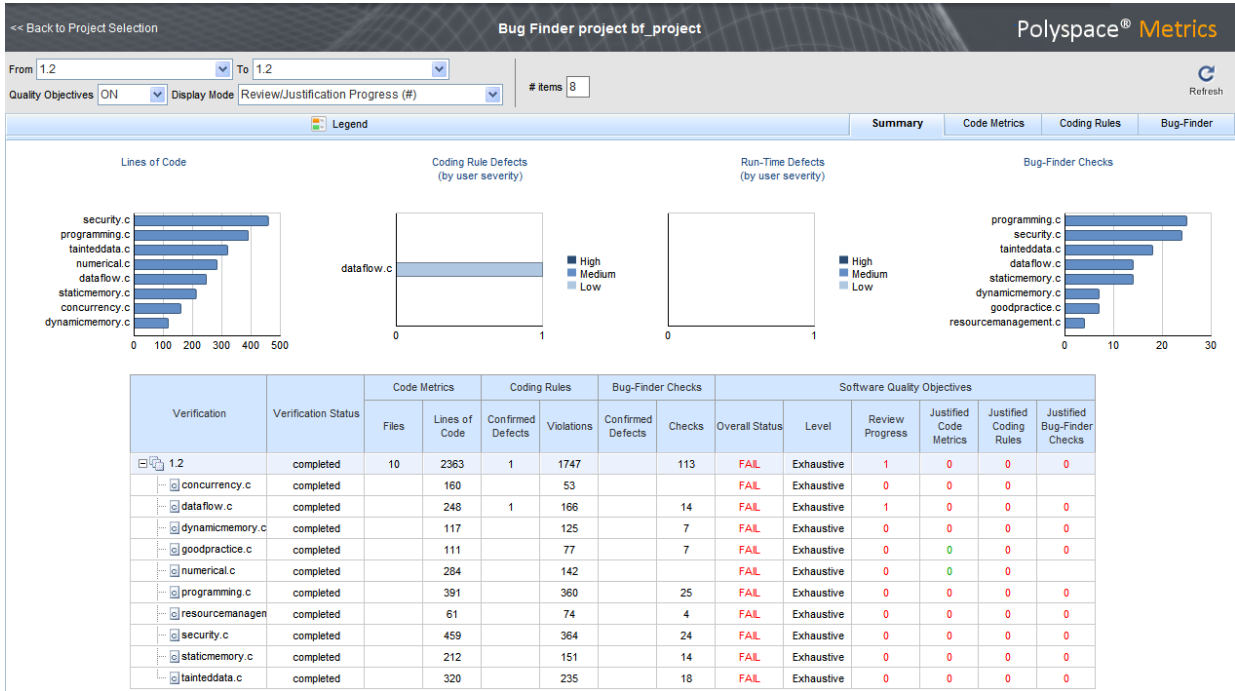 << Back to Project Selection
Bug Finder project bf_project
Polyspace® Metrics
From 1.2 To 1.2
# items 8
Refresh
Quality Objectives ON Display Mode Review/Justification Progress (#)
Legend
Summary Code Metrics Coding Rules Bug-Finder
Lines of Code
security.c
programming.c
tainteddata.c
numerical.c
dataflow.c
staticmemory.c
concurrency.c
dynamicmemory.c
0 100 200 300 400 500
Coding Rule Defects
(by user severity)
dataflow.c
High
Medium
Low
0 1
Run-Time Defects
(by user severity)
High
Medium
Low
0 1
Bug-Finder Checks
programming.c
security.c
tainteddata.c
dataflow.c
staticmemory.c
dynamicmemory.c
goodpractice.c
resourcemanagement.c
0 10 20 30
Verification Verification Status Code Metrics Coding Rules Bug-Finder Checks Software Quality Objectives
Files Lines of Code Confirmed Defects Violations Confirmed Defects Checks Overall Status Level Review Progress Justified Code Metrics Justified Coding Rules Justified Bug-Finder Checks
1.2 completed 10 2363 1 1747 113 FAIL Exhaustive 1 0 0 0
c concurrency.c completed 160 53 FAIL Exhaustive 0 0 0
c dataflow.c completed 248 1 166 14 FAIL Exhaustive 1 0 0 0
c dynamicmemory.c completed 117 125 7 FAIL Exhaustive 0 0 0 0
c goodpractice.c completed 111 77 7 FAIL Exhaustive 0 0 0 0
c numerical.c completed 284 142 FAIL Exhaustive 0 0 0
c programming.c completed 391 360 25 FAIL Exhaustive 0 0 0 0
c resourcemanagen completed 61 74 4 FAIL Exhaustive 0 0 0 0
c security.c completed 459 364 24 FAIL Exhaustive 0 0 0 0
c staticmemory.c completed 212 151 14 FAIL Exhaustive 0 0 0 0
c tainteddata.c completed 320 235 18 FAIL Exhaustive 0 0 0 0